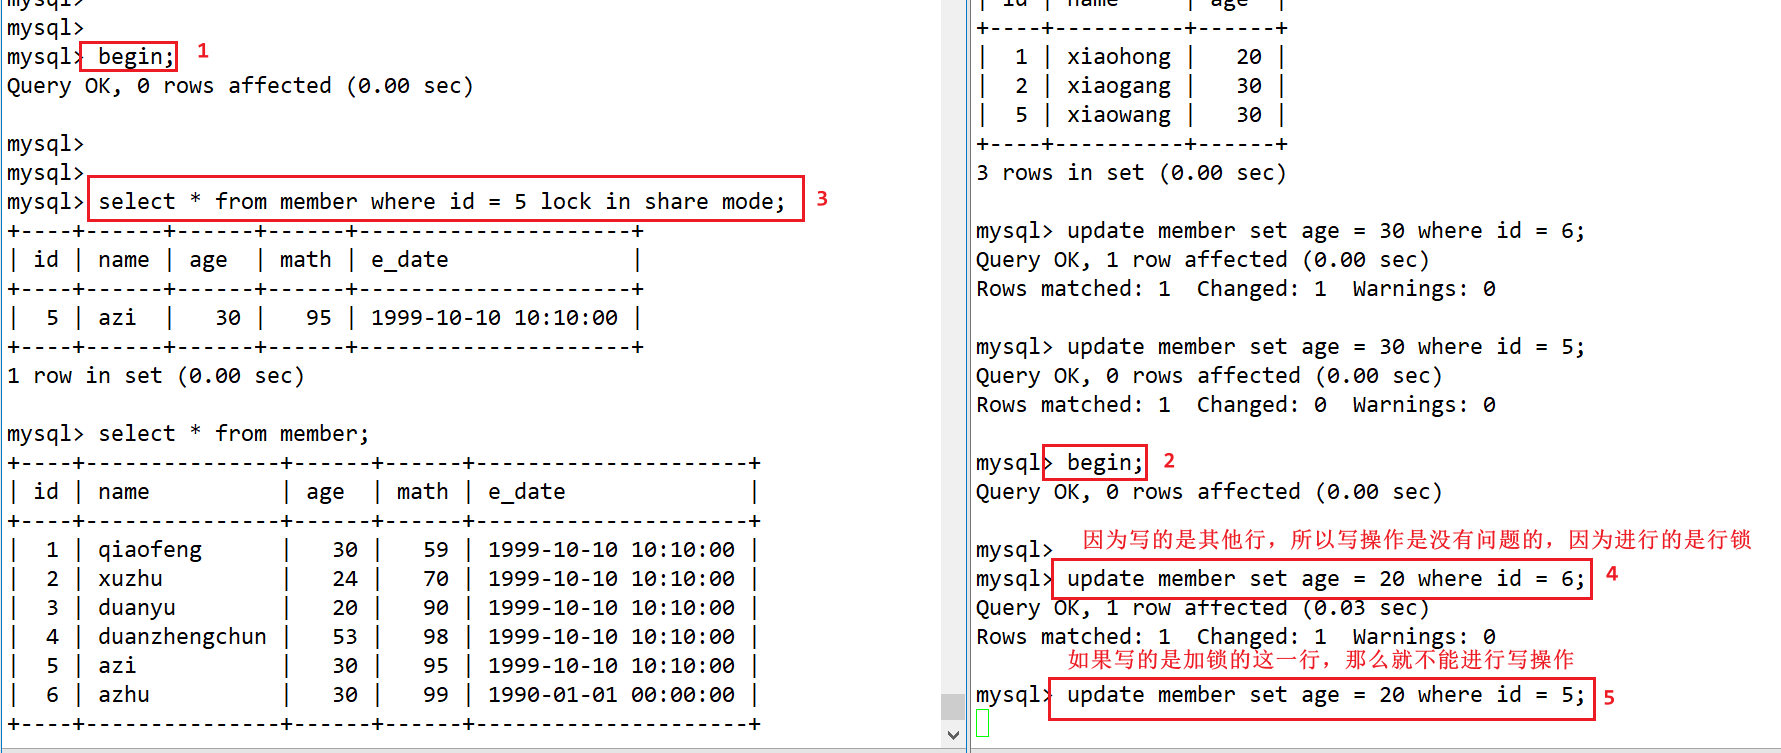 mysql>
mysql>
mysql> begin; 1
Query OK, 0 rows affected (0.00 sec)
mysql>
mysql>
mysql> select * from member where id = 5 lock in share mode; 3
+----+------+------+------+---------------------+
| id | name | age  | math | e_date              |
+----+------+------+------+---------------------+
|  5 | azi  |   30 |   95 | 1999-10-10 10:10:00 |
+----+------+------+------+---------------------+
1 row in set (0.00 sec)
mysql> select * from member;
+----+--------------+------+------+---------------------+
| id | name         | age  | math | e_date              |
+----+--------------+------+------+---------------------+
|  1 | qiaofeng     |   30 |   59 | 1999-10-10 10:10:00 |
|  2 | xuzhu        |   24 |   70 | 1999-10-10 10:10:00 |
|  3 | duanyu       |   20 |   90 | 1999-10-10 10:10:00 |
|  4 | duanzhengchun |   53 |   98 | 1999-10-10 10:10:00 |
|  5 | azi          |   30 |   95 | 1999-10-10 10:10:00 |
|  6 | azhu         |   30 |   99 | 1990-01-01 00:00:00 |
+----+--------------+------+------+---------------------+
| id | name     | age  |
+----+----------+------+
|  1 | xiaohong |   20 |
|  2 | xiaogang |   30 |
|  5 | xiaowang |   30 |
+----+----------+------+
3 rows in set (0.00 sec)
mysql> update member set age = 30 where id = 6;
Query OK, 1 row affected (0.00 sec)
Rows matched: 1  Changed: 1  Warnings: 0
mysql> update member set age = 30 where id = 5;
Query OK, 0 rows affected (0.00 sec)
Rows matched: 1  Changed: 0  Warnings: 0
mysql> begin; 2
Query OK, 0 rows affected (0.00 sec)
因为写的是其他行，所以写操作是没有问题的，因为进行的是行锁
mysql>
mysql> update member set age = 20 where id = 6; 4
Query OK, 1 row affected (0.03 sec)
Rows matched: 1  Changed: 1  Warnings: 0
如果写的是加锁的这一行，那么就不能进行写操作
mysql> update member set age = 20 where id = 5; 5